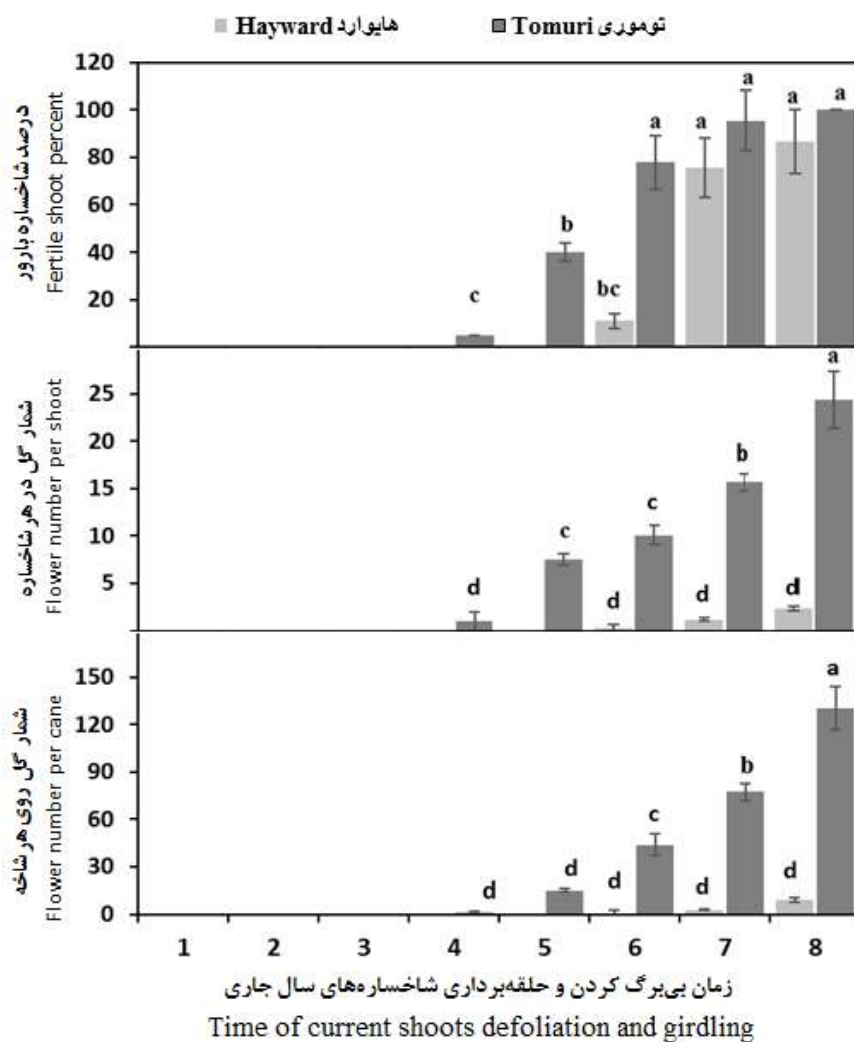 هایوارد Hayward توموری Tomuri
درصد شاخساره بارور
Fertile shoot percent
120
100
80
60
40
20
c
b
bc
a
a
a
a
a
شمار گل در هر شاخساره
Flower number per shoot
25
20
15
10
5
d
c
d
c
d
b
d
a
شمار گل روی هر شاخه
Flower number per cane
150
120
90
60
30
0
d
d
d
c
d
b
d
a
1 2 3 4 5 6 7 8
زمان بی‌برگ کردن و حلقه‌برداری شاخساره‌های سال جاری
Time of current shoots defoliation and girdling